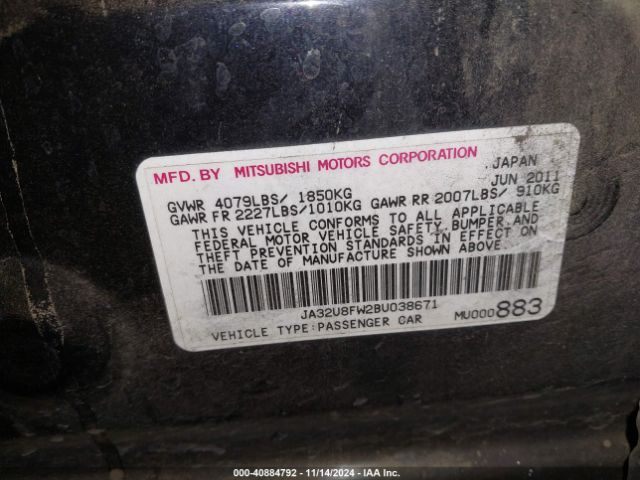 MFD. BY MITSUBISHI MOTORS CORPORATION JAPAN
GVWR 4079LBS/ 1850KG JUN 2011
GAWR FR 2227LBS/1010KG GAWR RR 2007LBS/ 910KG
THIS VEHICLE CONFORMS TO ALL APPLICABLE
FEDERAL MOTOR VEHICLE SAFETY,BUMPER,AND
THEFT PREVENTION STANDARDS IN EFFECT ON
THE DATE OF MANUFACTURE SHOWN ABOVE.
JA32U8FW2BU038671
VEHICLE TYPE:PASSENGER CAR MU000883
000-40884792 - 11/14/2024 - IAA Inc.